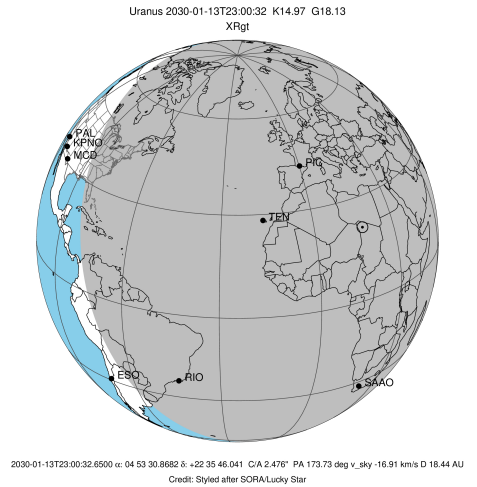 Uranus 2030-01-13T23:00:32 K14.97 G18.13
XRgt
PAL
KPNO
MCD
PIC
TEN
ESO
RIO
SAAO
2030-01-13T23:00:32.6500 α: 04 53 30.8682 δ: +22 35 46.041 C/A 2.476" PA 173.73 deg v_sky -16.91 km/s D 18.44 AU
Credit: Styled after SORA/Lucky Star